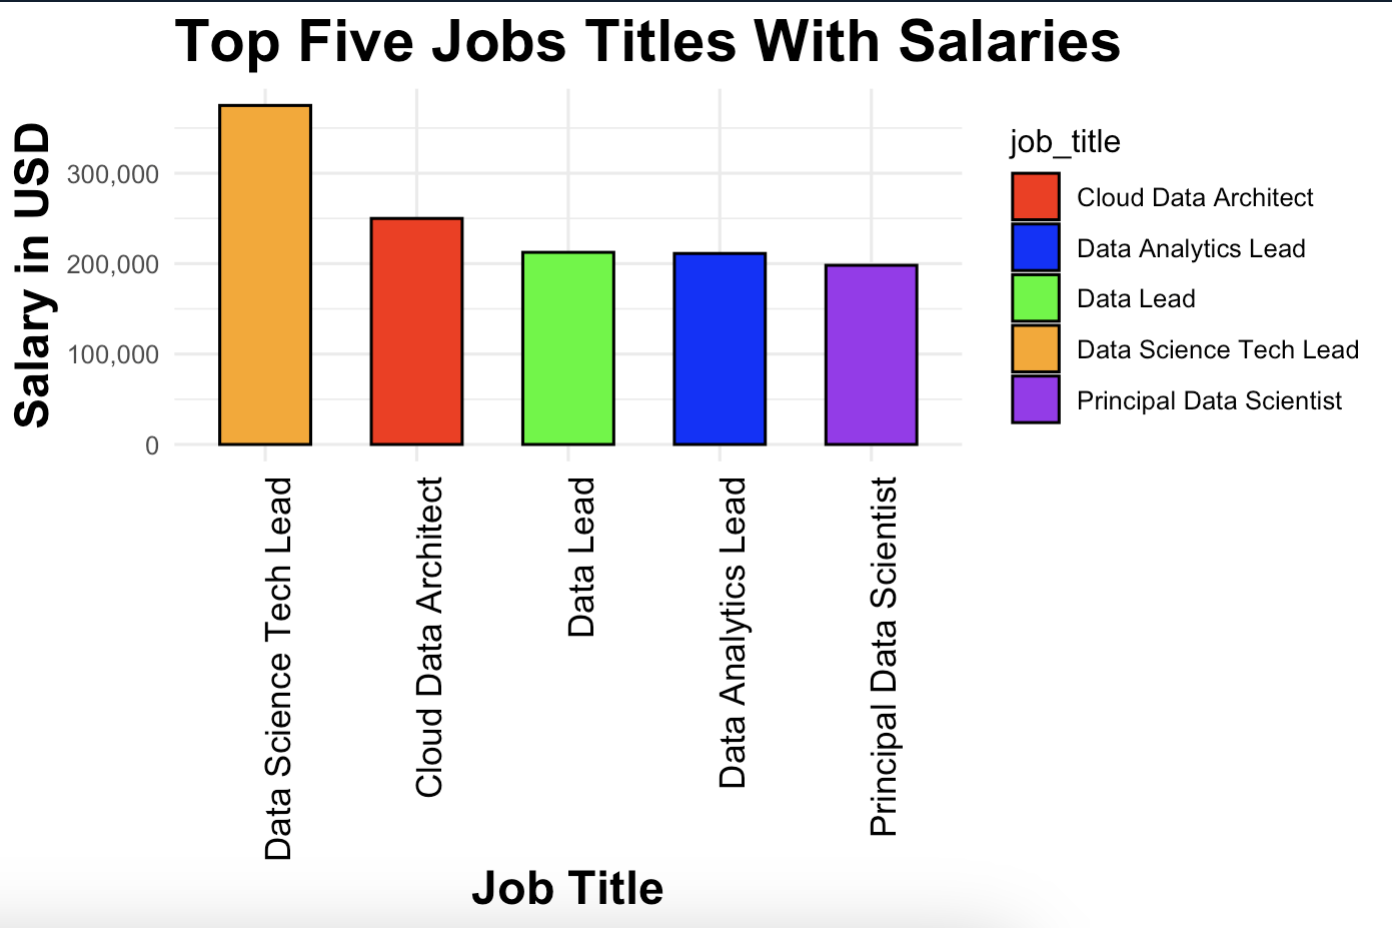 Top Five Jobs Titles With Salaries
Salary in USD
300,000
200,000
100,000
0
Data Science Tech Lead
Cloud Data Architect
Data Lead
Data Analytics Lead
Principal Data Scientist
Job Title
job_title
Cloud Data Architect
Data Analytics Lead
Data Lead
Data Science Tech Lead
Principal Data Scientist